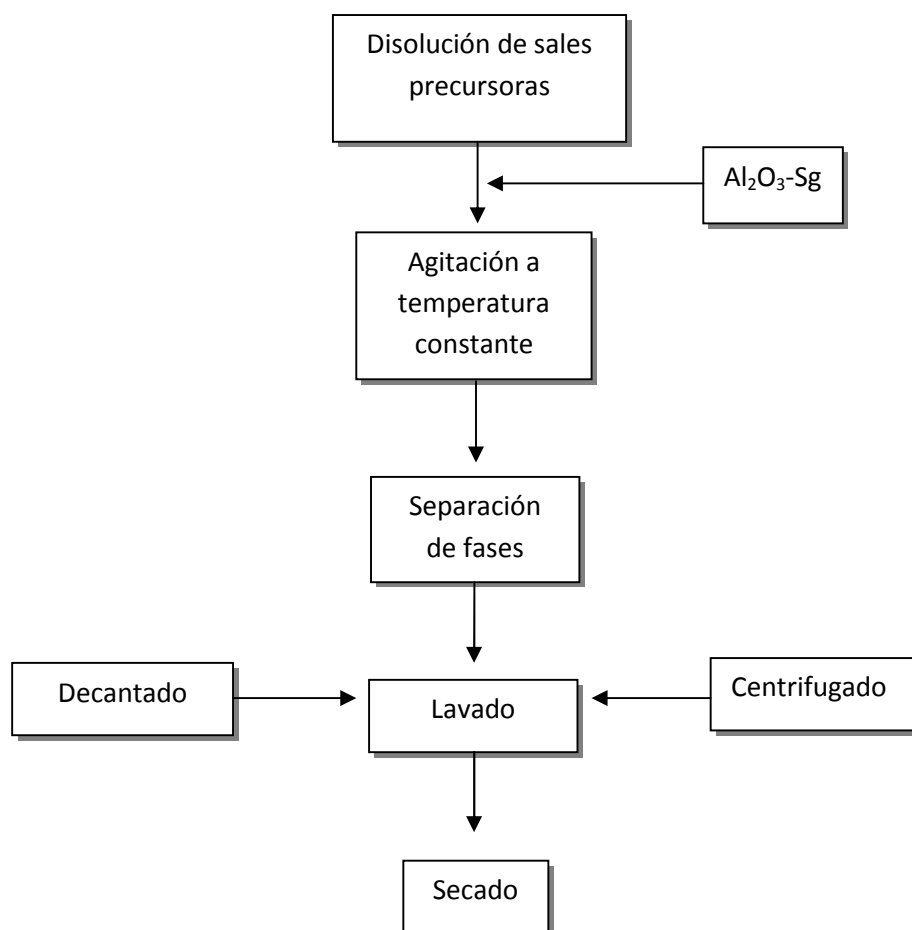 Disolución de sales
precursoras
Al₂O₃-Sg
Agitación a
temperatura
constante
Separación
de fases
Decantado
Lavado
Centrifugado
Secado